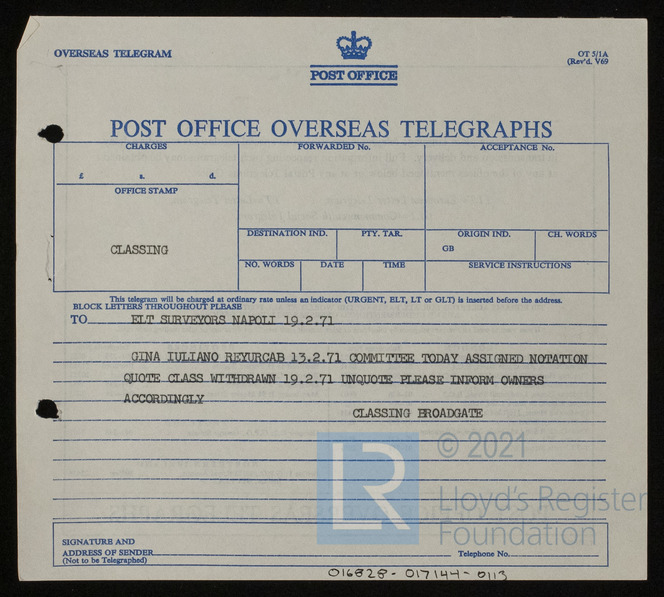 OVERSEAS TELEGRAM
OT 5/1A
(Rev'd. V69
POST OFFICE
POST OFFICE OVERSEAS TELEGRAPHS
CHARGES
£ s. d.
FORWARDED No.
ACCEPTANCE No.
OFFICE STAMP
CLASSING
DESTINATION IND.
PTY. TAR.
ORIGIN IND.
GB
CH. WORDS
NO. WORDS
DATE
TIME
SERVICE INSTRUCTIONS
This telegram will be charged at ordinary rate unless an indicator (URGENT, ELT, LT or GLT) is inserted before the address.
BLOCK LETTERS THROUGHOUT PLEASE
TO ELT SURVEYORS NAPOLI 19.2.71
GINA IULIANO REYURCAB 13.2.71 COMMITTEE TODAY ASSIGNED NOTATION
QUOTE CLASS WITHDRAWN 19.2.71 UNQUOTE PLEASE INFORM OWNERS
ACCORDINGLY
CLASSING BROADGATE
LR
© 2021
Lloyd's Register
Foundation
SIGNATURE AND
ADDRESS OF SENDER
(Not to be Telegraphed)
Telephone No.
016828-017144-0113